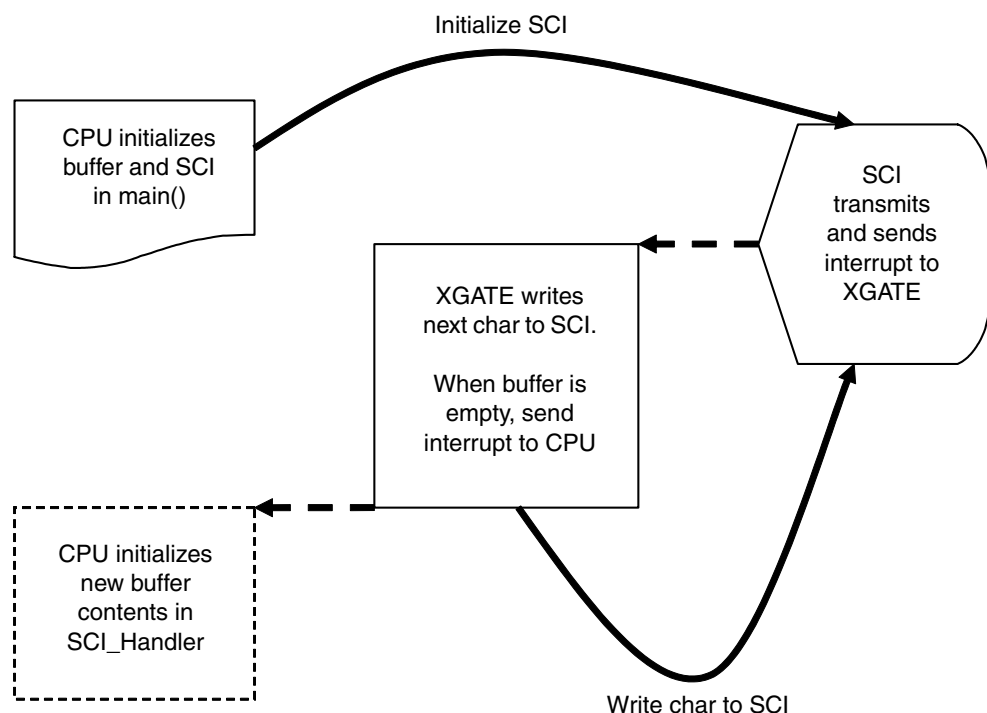 Initialize SCI
CPU initializes
buffer and SCI
in main()
SCI
transmits
and sends
interrupt to
XGATE
XGATE writes
next char to SCI.
When buffer is
empty, send
interrupt to CPU
CPU initializes
new buffer
contents in
SCI_Handler
Write char to SCI